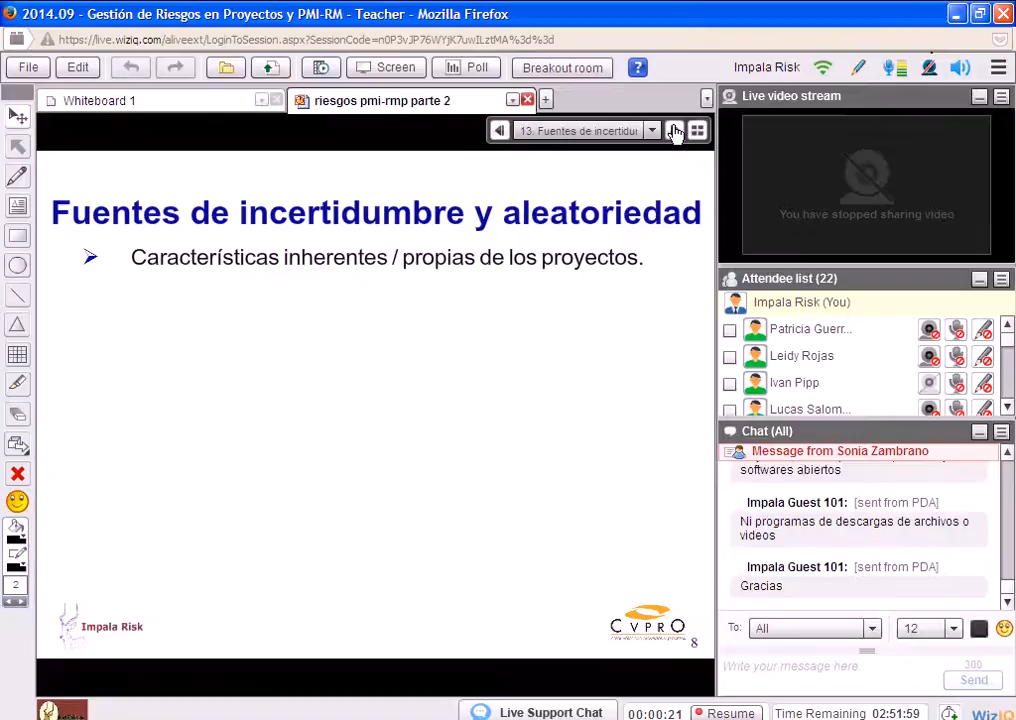 2014.09 - Gestión de Riesgos en Proyectos y PMI-RM - Teacher - Mozilla Firefox
https://live.wiziq.com/aliveext/LoginToSession.aspx?SessionCode=n0P3vJP76WYjK7uwILztMA%3d%3d
File Edit Screen Poll Breakout room ? Impala Risk
Whiteboard 1
riesgos pmi-rmp parte 2
13. Fuentes de incertidur
Fuentes de incertidumbre y aleatoriedad
Características inherentes / propias de los proyectos.
Impala Risk
CVPRO
8
2
Live video stream
You have stopped sharing video
Attendee list (22)
Impala Risk (You)
Patricia Guerr...
Leidy Rojas
Ivan Pipp
Lucas Salom...
Chat (All)
Message from Sonia Zambrano
softwares abiertos
Impala Guest 101: [sent from PDA]
Ni programas de descargas de archivos o
videos
Impala Guest 101: [sent from PDA]
Gracias
To: All 12
Write your message here.
300
Send
Live Support Chat 00:00:21 Resume Time Remaining 02:51:59 WizIQ